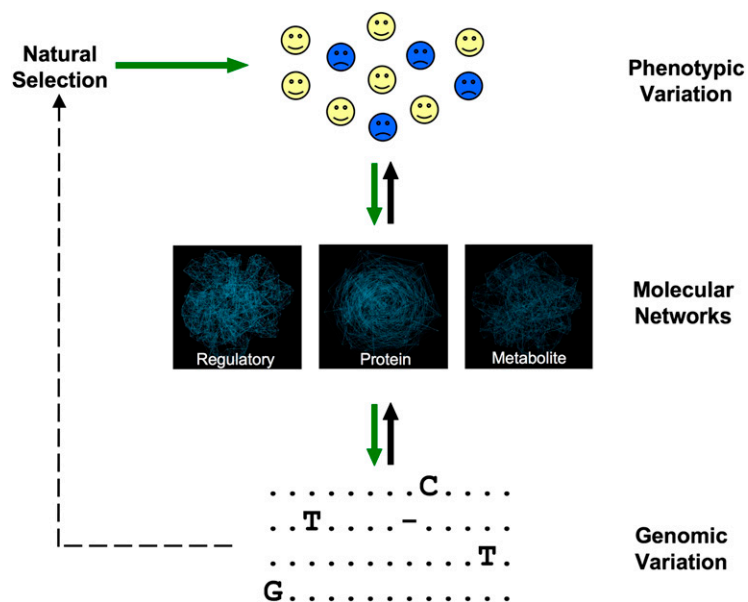 Natural
Selection
Phenotypic
Variation
Regulatory
Protein
Metabolite
Molecular
Networks
. . . . . . . . C . . . .
. . T . . . . - . . . . .
. . . . . . . . . . . T .
G . . . . . . . . . . . .
Genomic
Variation